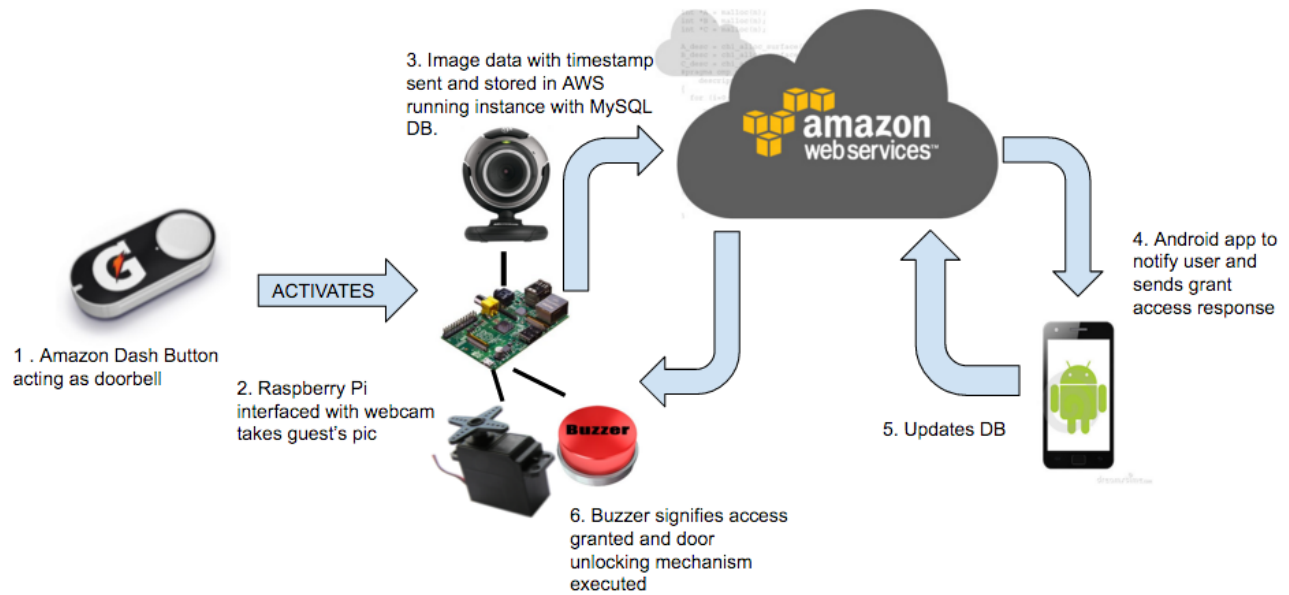 3. Image data with timestamp
sent and stored in AWS
running instance with MySQL
DB.
amazon
web services™
ACTIVATES
1 . Amazon Dash Button
acting as doorbell
2. Raspberry Pi
interfaced with webcam
takes guest's pic
4. Android app to
notify user and
sends grant
access response
5. Updates DB
Buzzer
6. Buzzer signifies access
granted and door
unlocking mechanism
executed
G